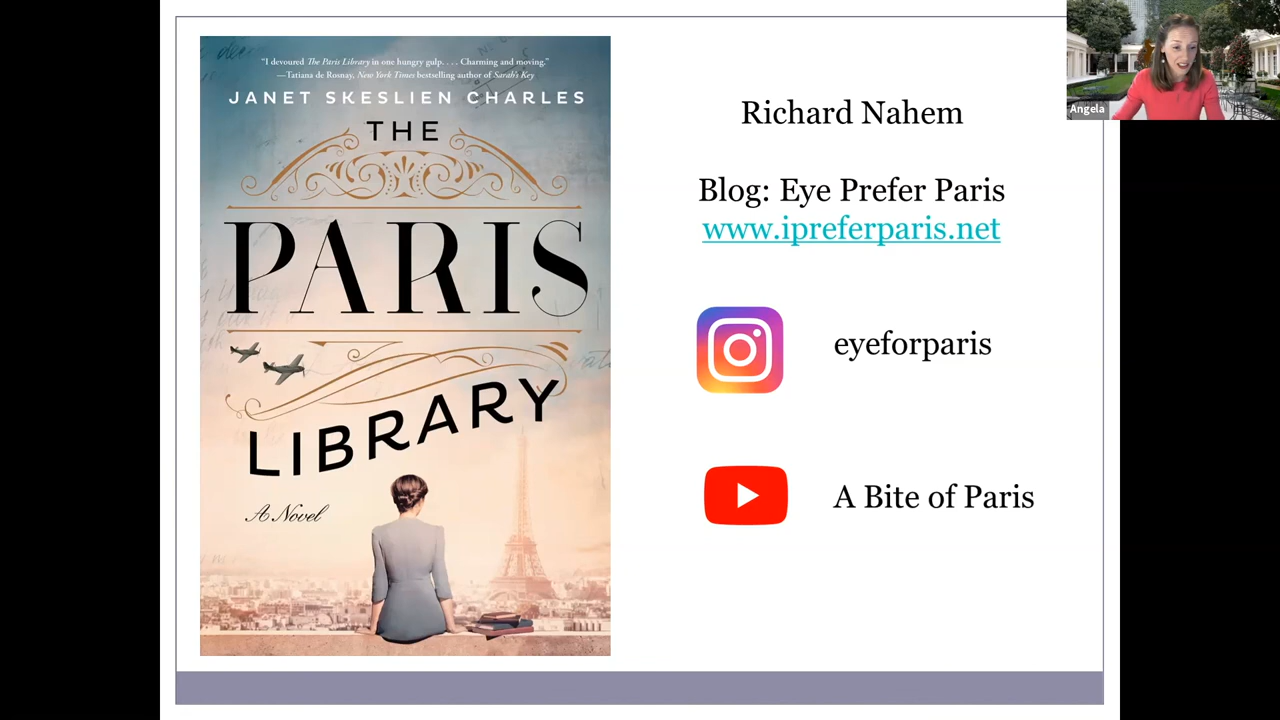 "I devoured The Paris Library in one hungry gulp. . . . Charming and moving."
—Tatiana de Rosnay, New York Times bestselling author of Sarah's Key
JANET SKESLIEN CHARLES
THE
PARIS
LIBRARY
A Novel
Richard Nahem
Blog: Eye Prefer Paris
www.ipreferparis.net
eyeforparis
A Bite of Paris
Angela